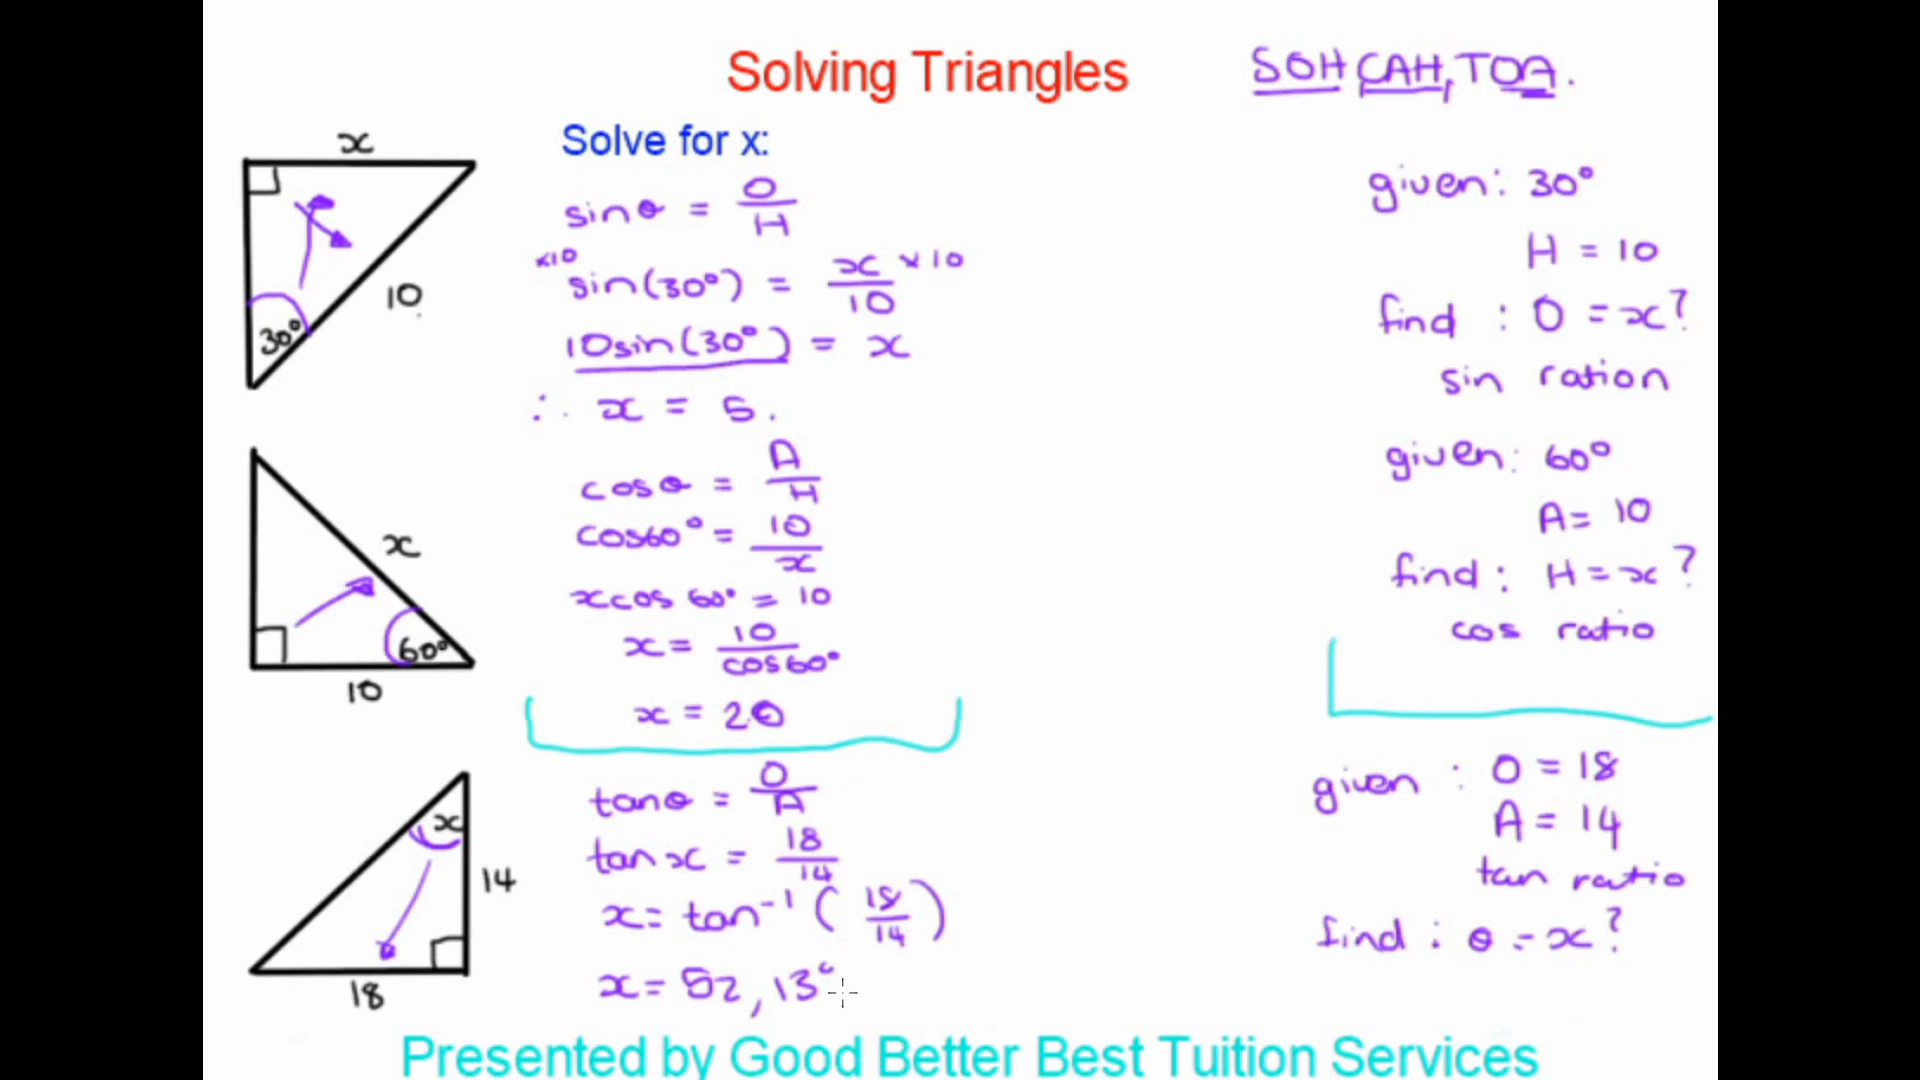 Solving Triangles
SOH CAH, TOA.
Solve for x:
x
10
30°
sinθ = O/H
×10 sin(30°) = x/10 ×10
10sin(30°) = x
∴ x = 5.
given: 30°
H = 10
find : O = x?
sin ration
x
60°
10
cosθ = A/H
cos60° = 10/x
xcos 60° = 10
x = 10/cos60°
x = 20
given: 60°
A = 10
find: H = x?
cos ratio
x
14
18
tanθ = O/A
tan x = 18/14
x = tan⁻¹ (18/14)
x = 52,13°
given : O = 18
A = 14
tan ratio
find : θ = x?
Presented by Good Better Best Tuition Services